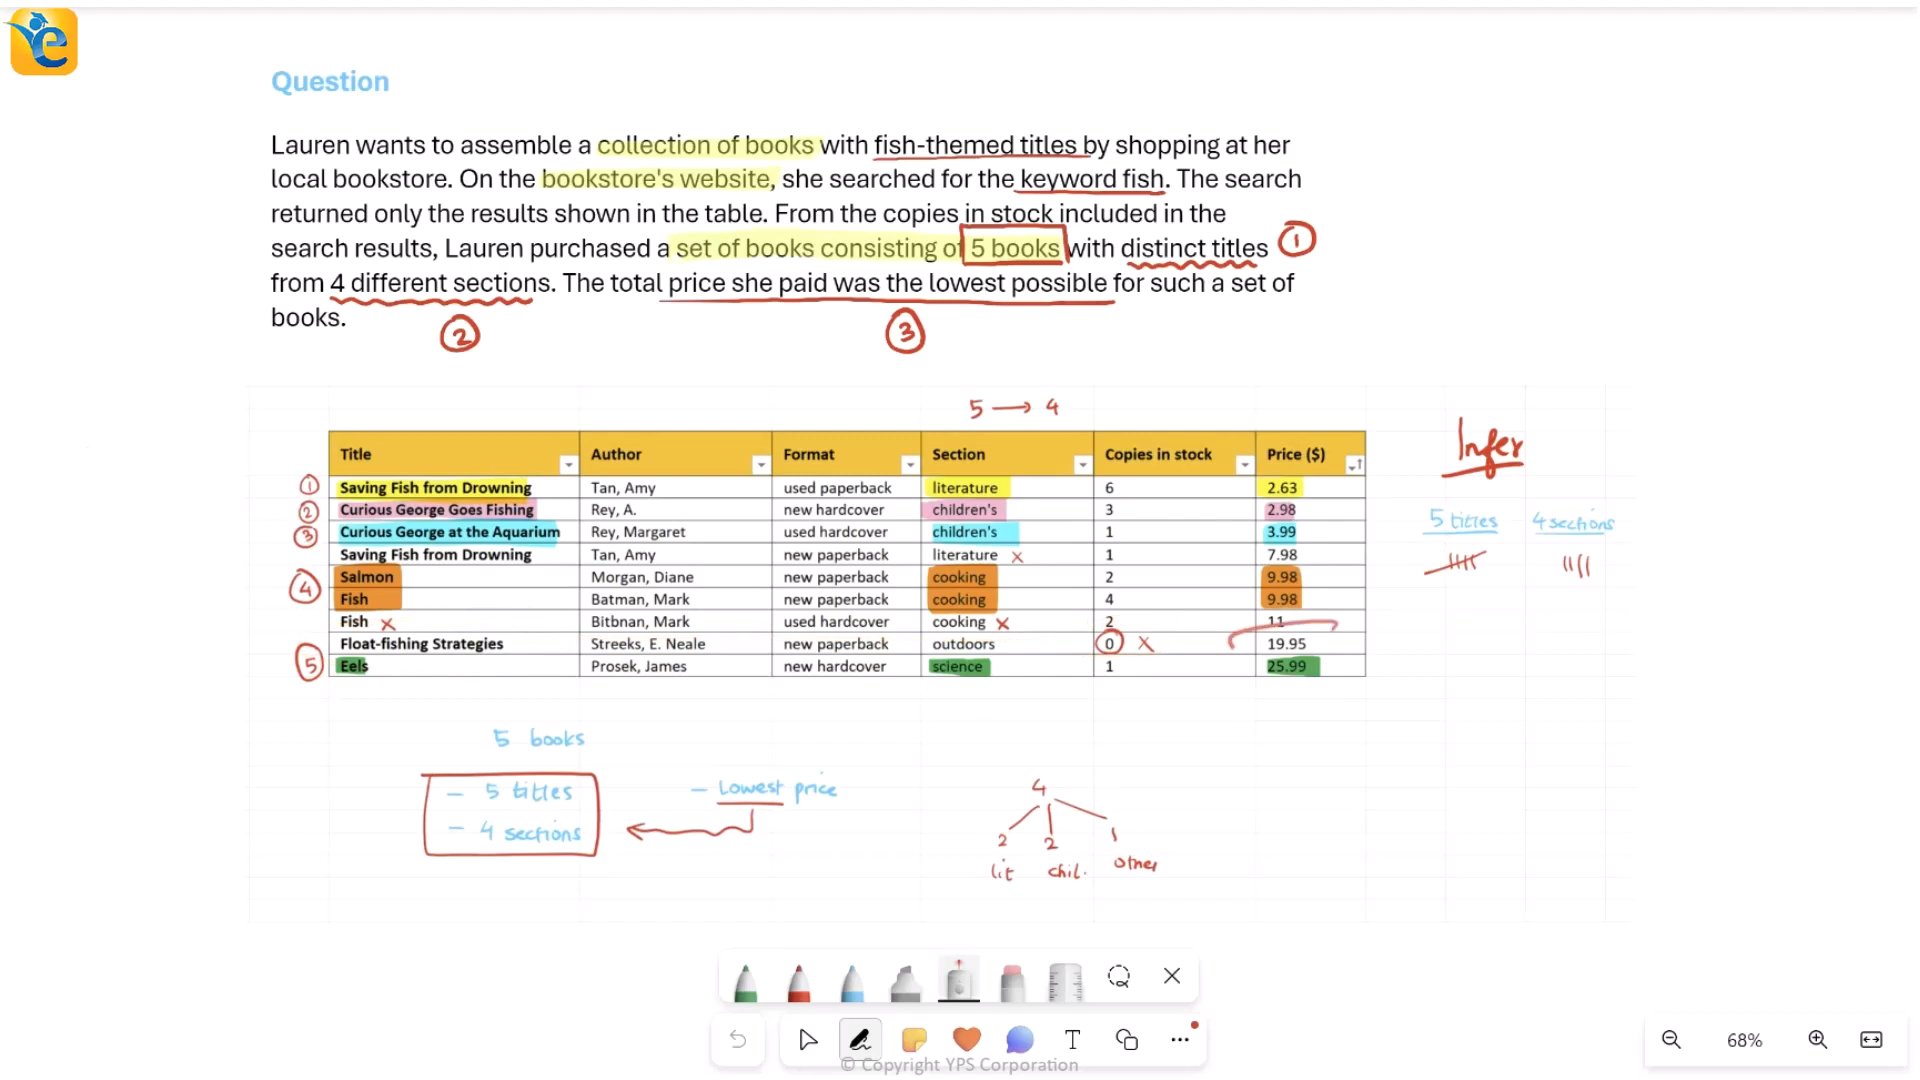 e
Question
Lauren wants to assemble a collection of books with fish-themed titles by shopping at her
local bookstore. On the bookstore's website, she searched for the keyword fish. The search
returned only the results shown in the table. From the copies in stock included in the
search results, Lauren purchased a set of books consisting of 5 books with distinct titles 1
from 4 different sections. The total price she paid was the lowest possible for such a set of
books. 2 3
5 → 4
Infer
Title Author Format Section Copies in stock Price ($)
1 Saving Fish from Drowning Tan, Amy used paperback literature 6 2.63
2 Curious George Goes Fishing Rey, A. new hardcover children's 3 2.98
3 Curious George at the Aquarium Rey, Margaret used hardcover children's 1 3.99
Saving Fish from Drowning Tan, Amy new paperback literature x 1 7.98
4 Salmon Morgan, Diane new paperback cooking 2 9.98
Fish Batman, Mark new paperback cooking 4 9.98
Fish x Bitbnan, Mark used hardcover cooking x 2 11
Float-fishing Strategies Streeks, E. Neale new paperback outdoors 0 x 19.95
5 Eels Prosek, James new hardcover science 1 25.99
5 titles 4 sections
5 books
- 5 titles
- 4 sections
- Lowest price
4
2 2 1
lit chil. other
68%
© Copyright YPS Corporation